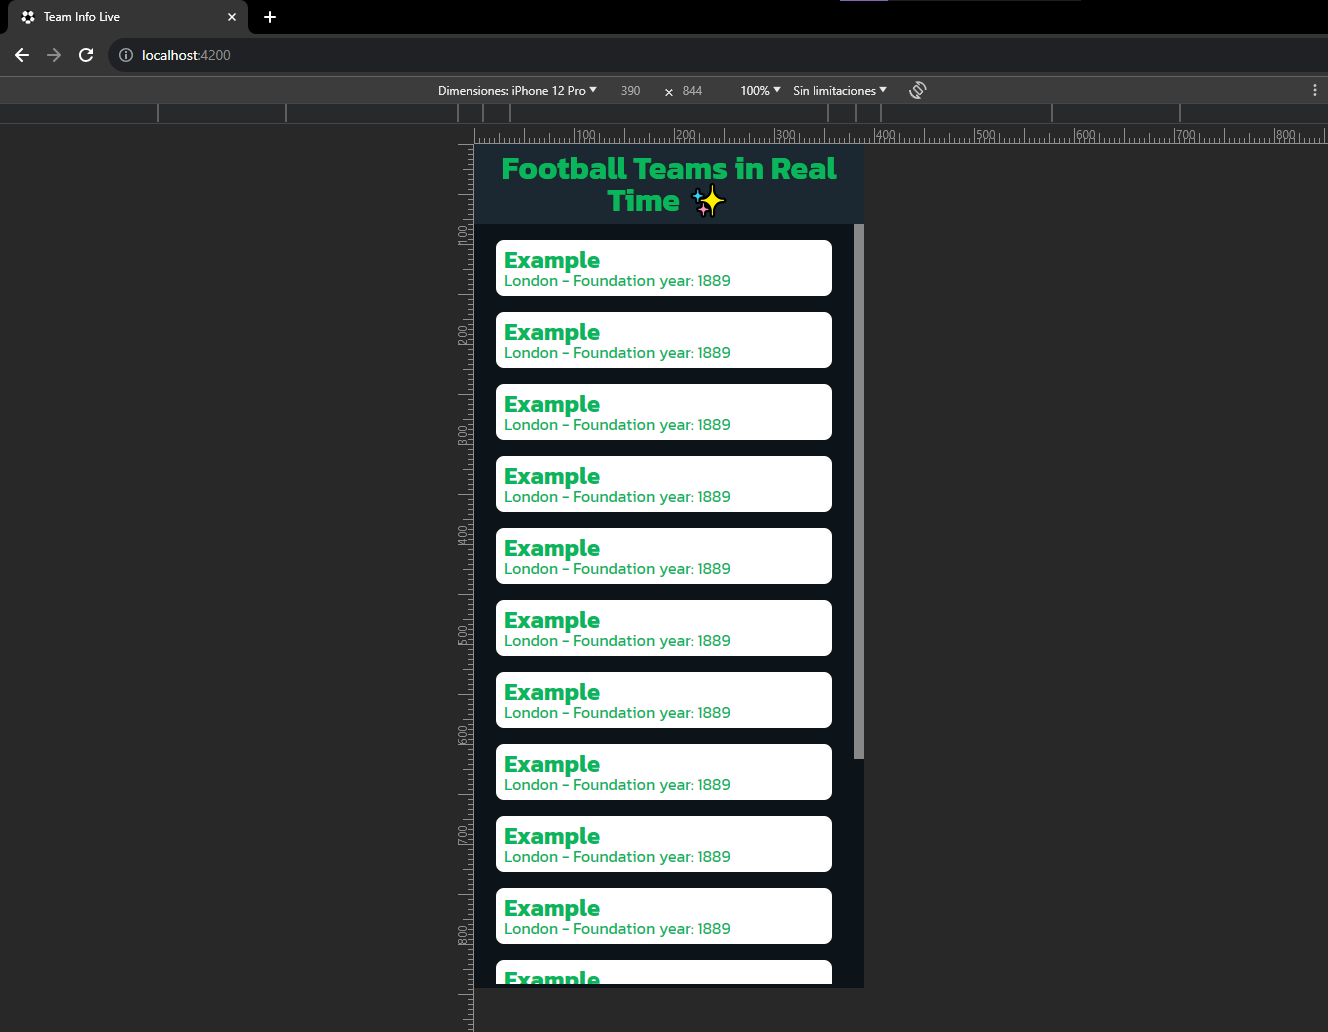 Team Info Live
localhost:4200
Dimensiones: iPhone 12 Pro 390 × 844 100% Sin limitaciones
100 200 300 400 500 600 700 800
Football Teams in Real
Time ✨
100
200
300
400
500
600
700
800
Example
London - Foundation year: 1889
Example
London - Foundation year: 1889
Example
London - Foundation year: 1889
Example
London - Foundation year: 1889
Example
London - Foundation year: 1889
Example
London - Foundation year: 1889
Example
London - Foundation year: 1889
Example
London - Foundation year: 1889
Example
London - Foundation year: 1889
Example
London - Foundation year: 1889
Example